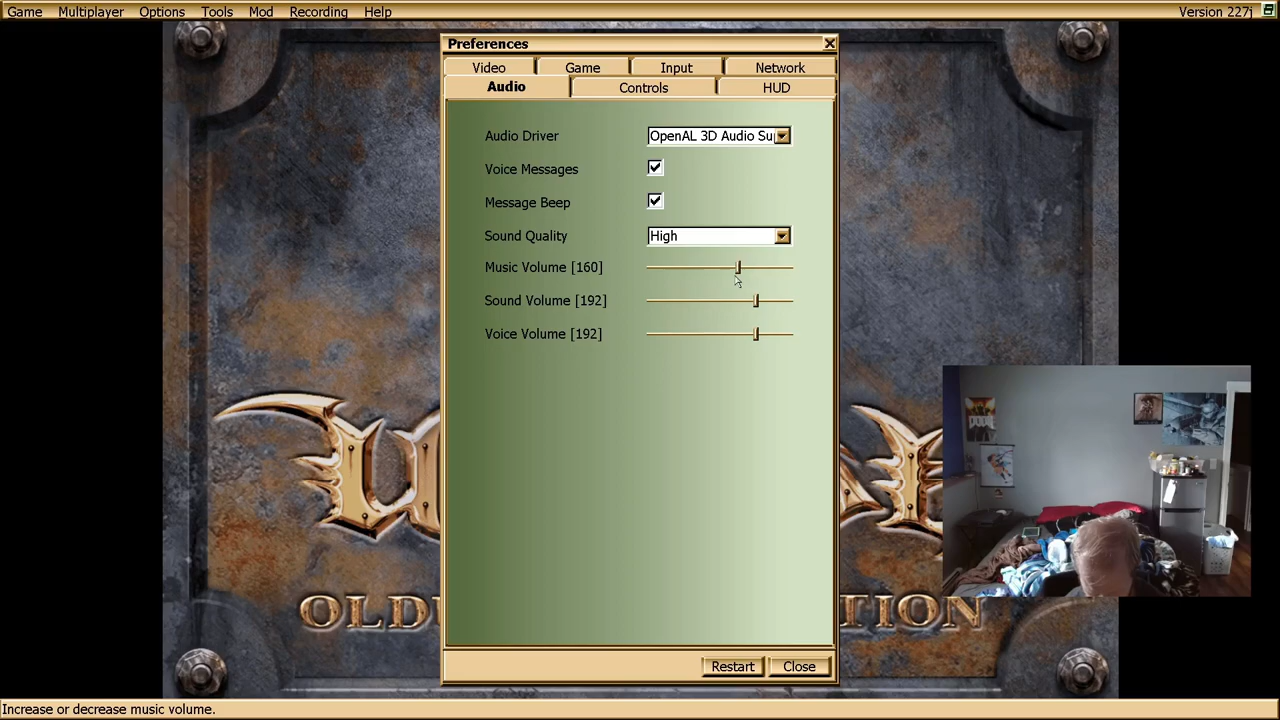 Game Multiplayer Options Tools Mod Recording Help Version 227j
Preferences
Video Game Input Network
Audio Controls HUD
Audio Driver OpenAL 3D Audio Su
Voice Messages
Message Beep
Sound Quality High
Music Volume [160]
Sound Volume [192]
Voice Volume [192]
Restart Close
Increase or decrease music volume.